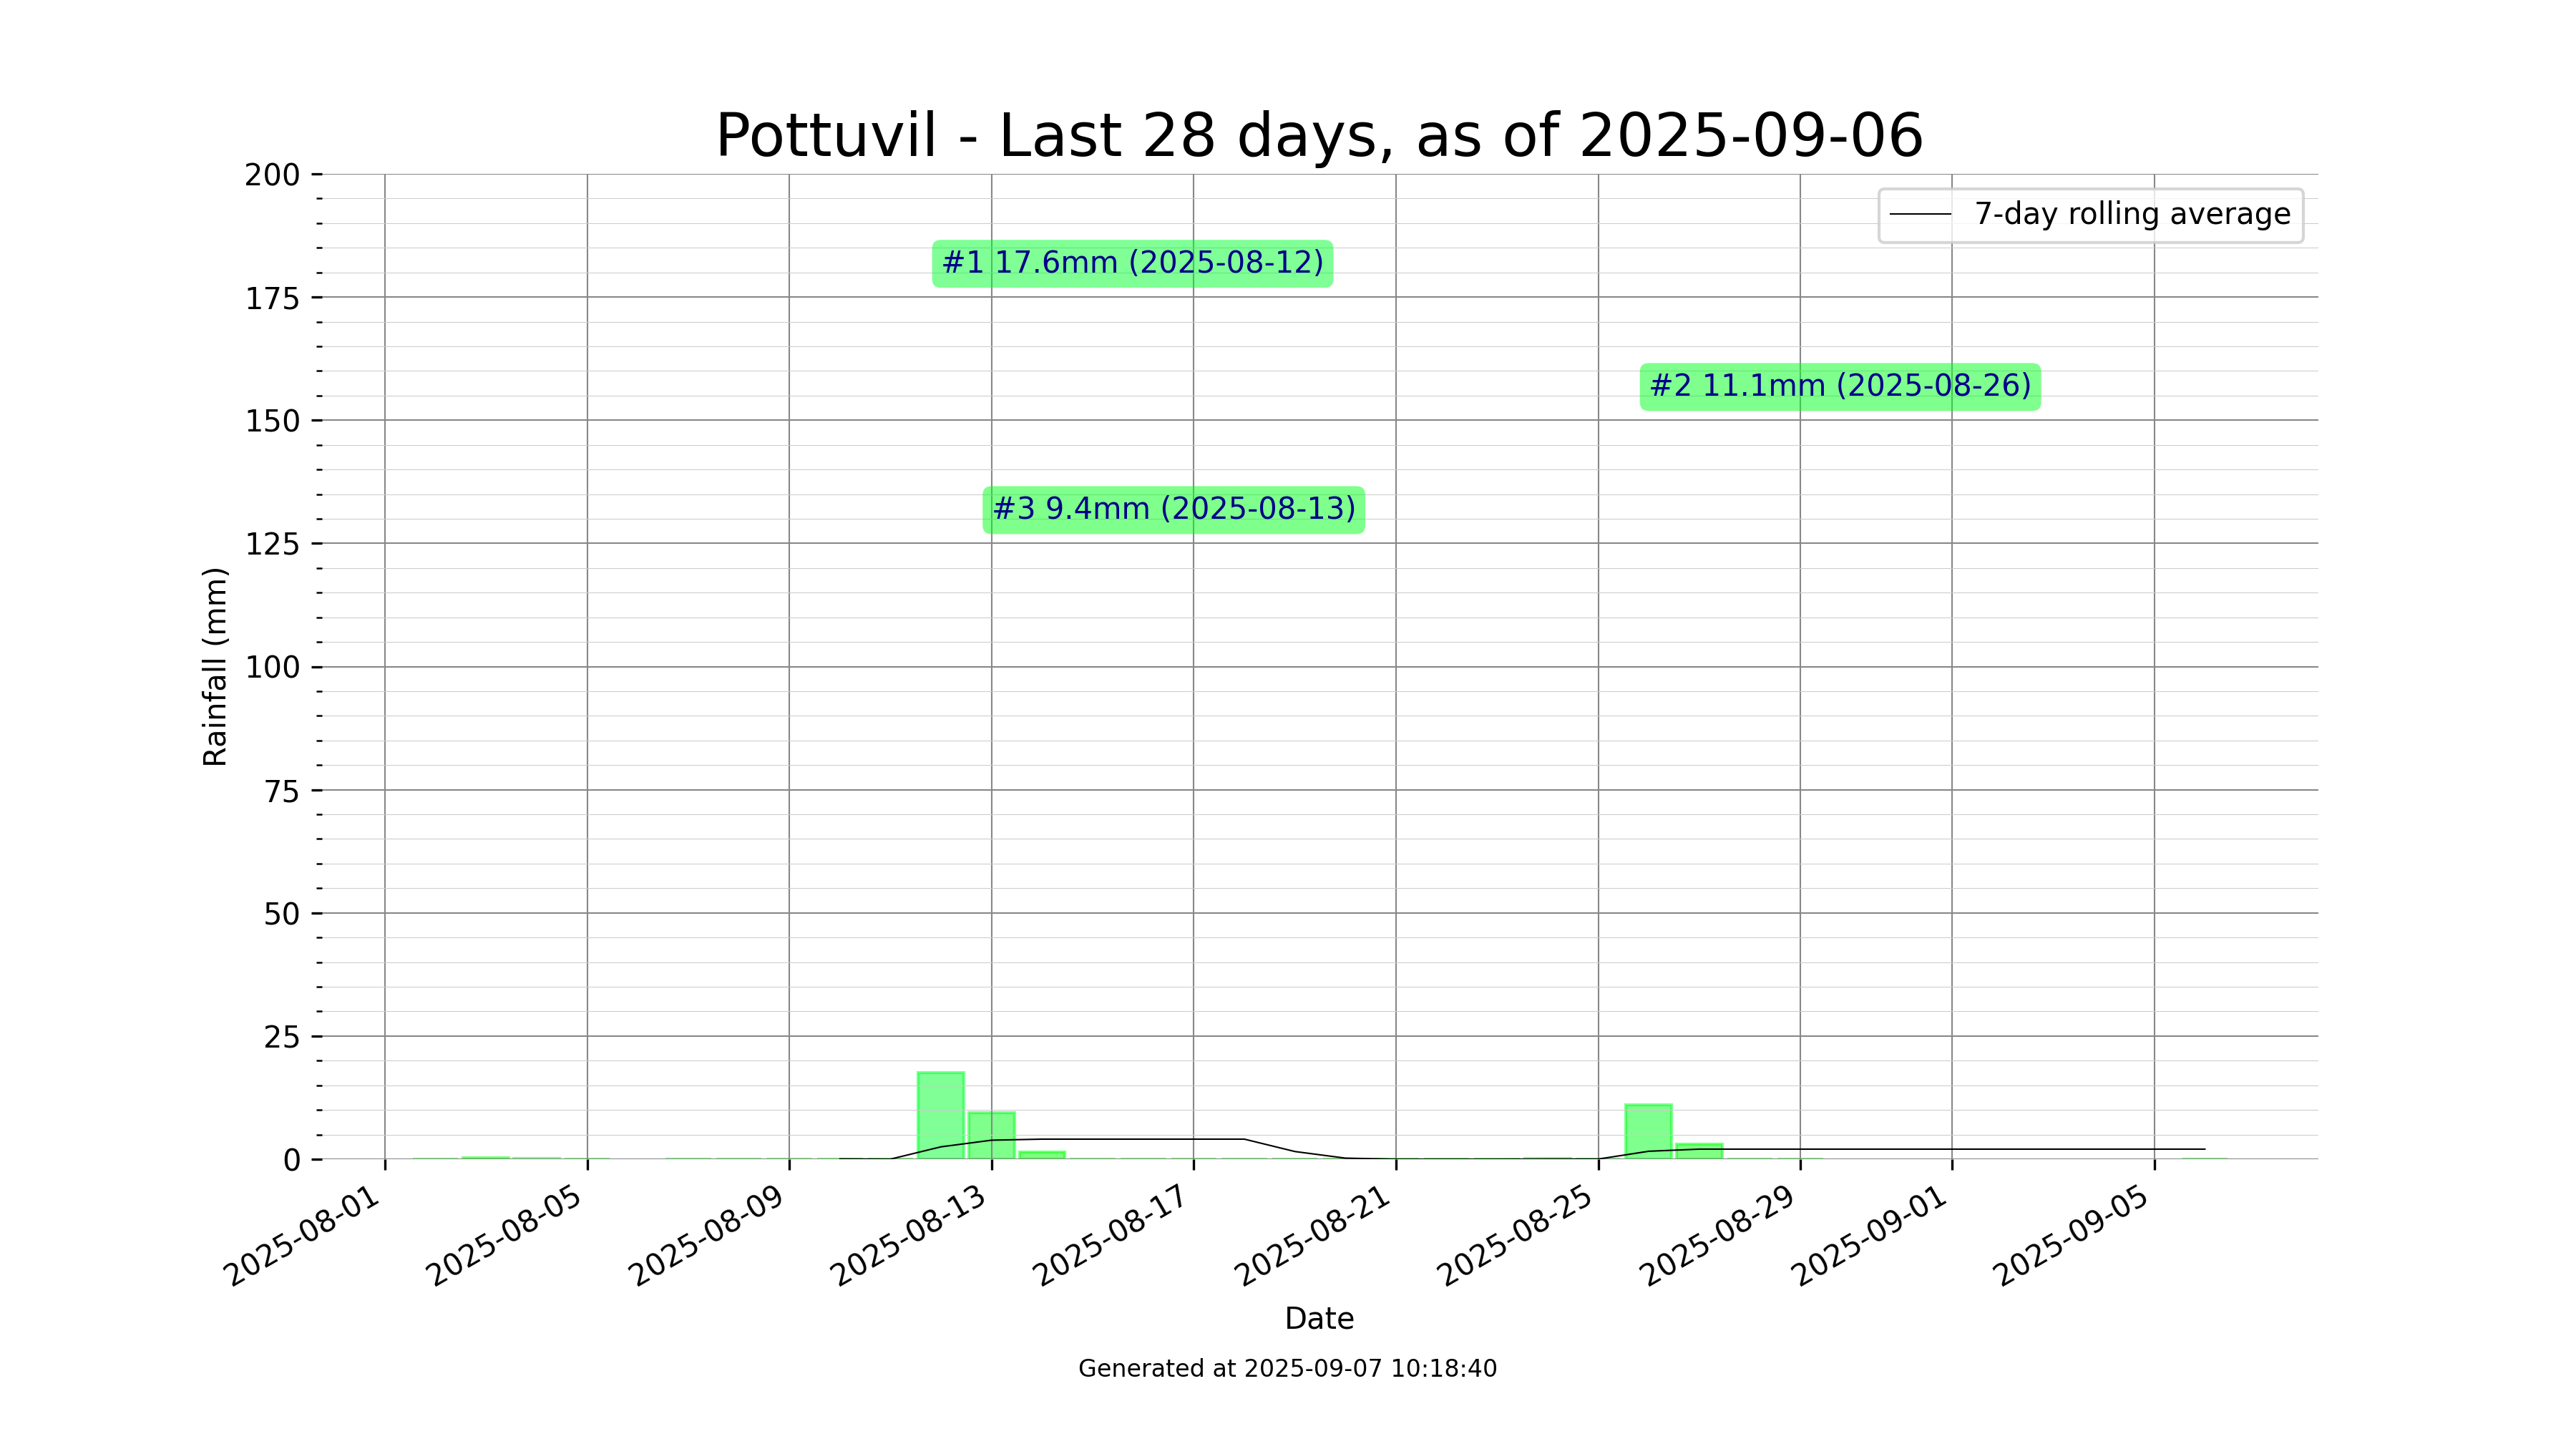 Pottuvil - Last 28 days, as of 2025-09-06
200
175
150
125
100
75
50
25
0
Rainfall (mm)
7-day rolling average
#1 17.6mm (2025-08-12)
#2 11.1mm (2025-08-26)
#3 9.4mm (2025-08-13)
2025-08-01
2025-08-05
2025-08-09
2025-08-13
2025-08-17
2025-08-21
2025-08-25
2025-08-29
2025-09-01
2025-09-05
Date
Generated at 2025-09-07 10:18:40